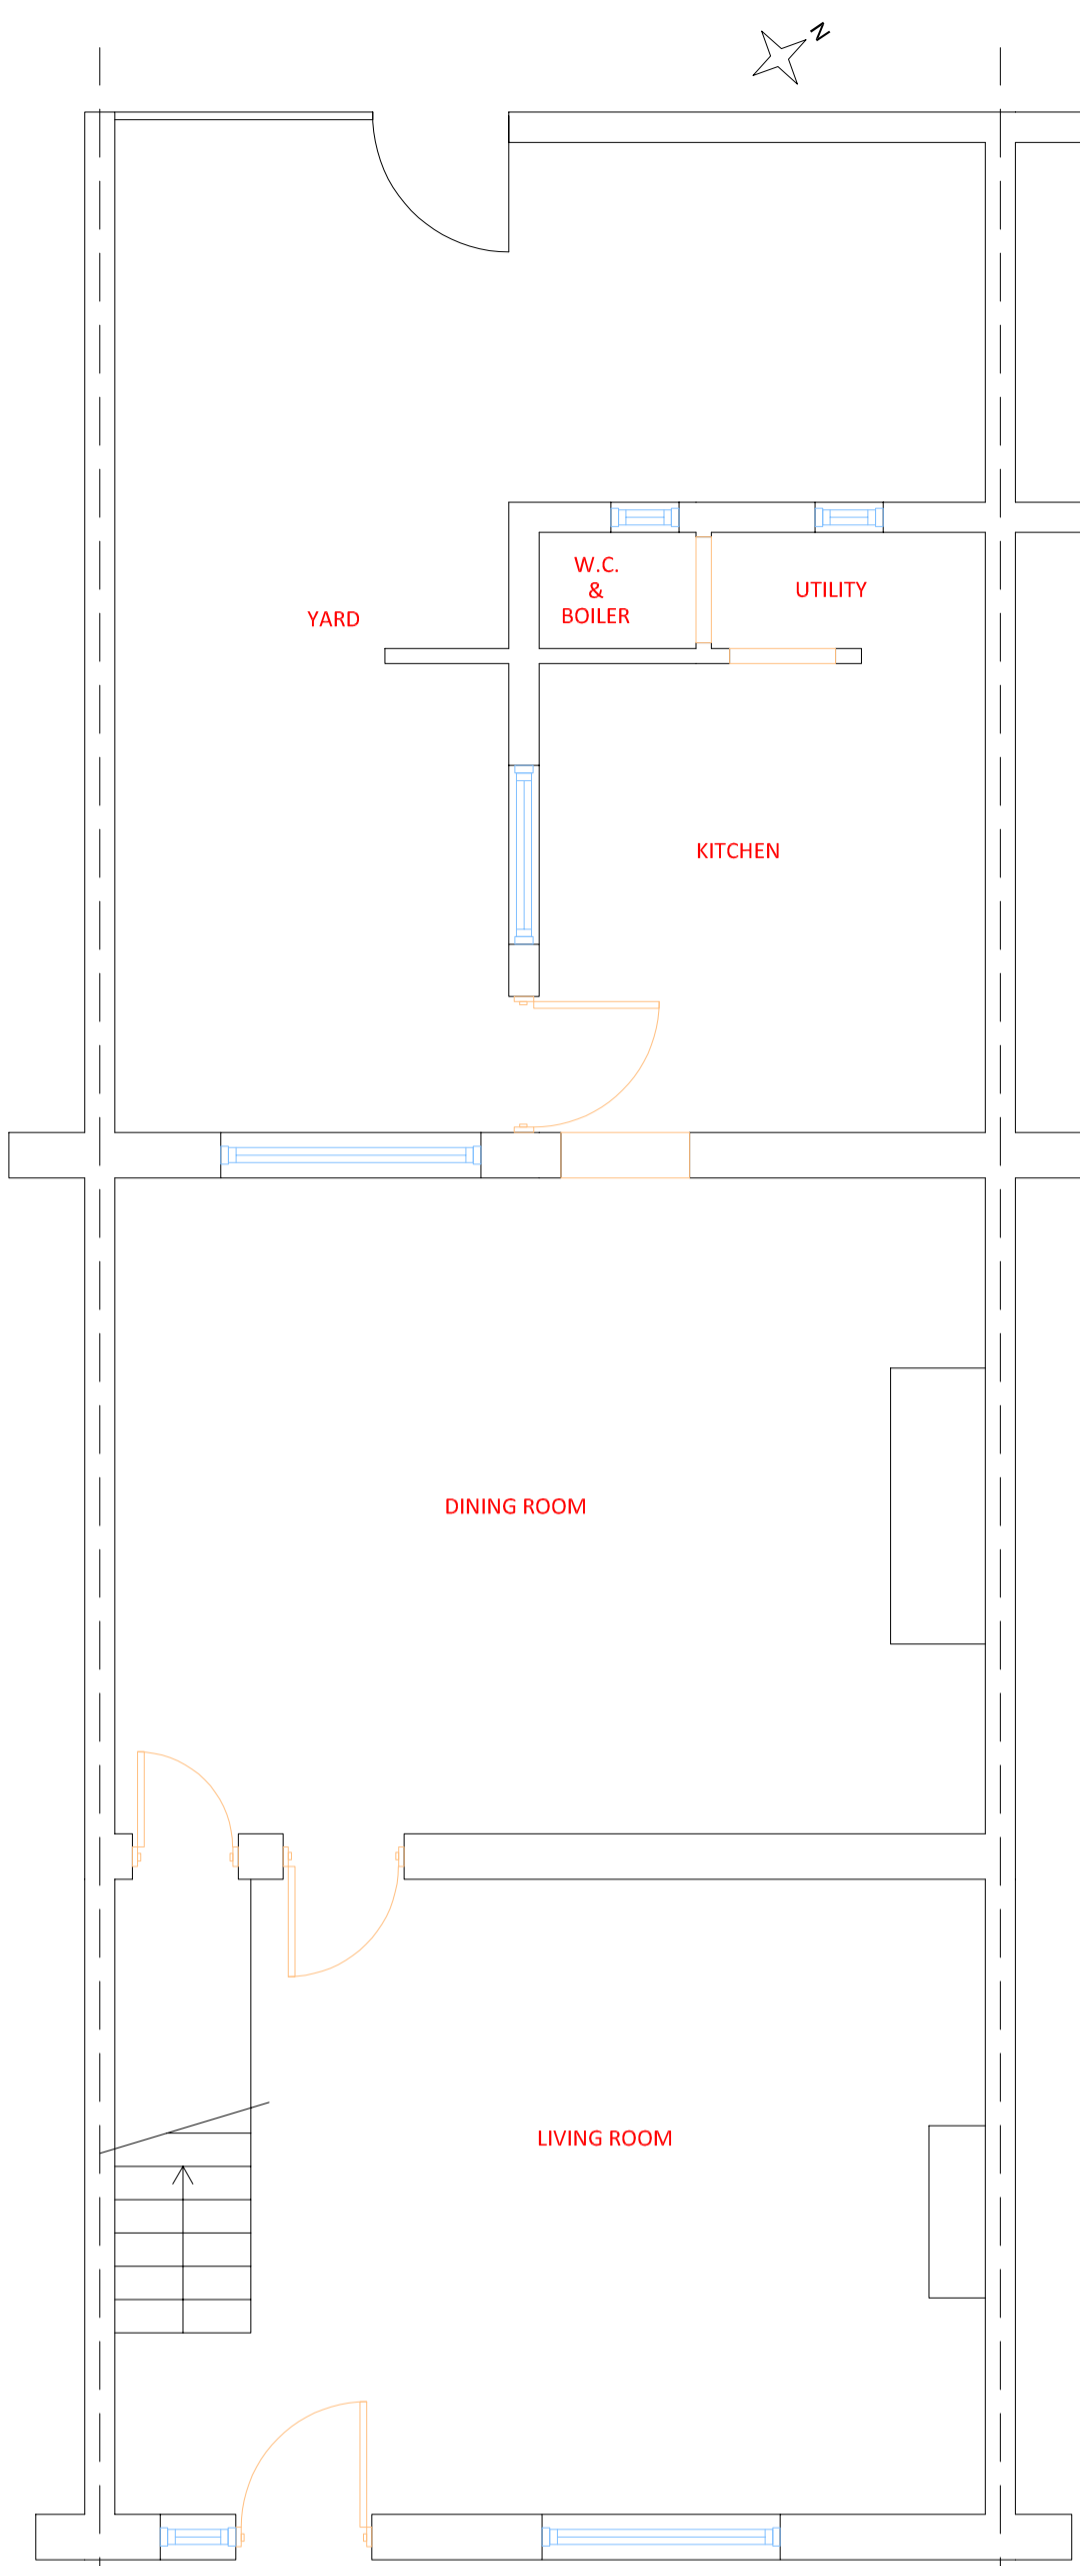 N
W.C.
&
BOILER
UTILITY
YARD
KITCHEN
DINING ROOM
LIVING ROOM